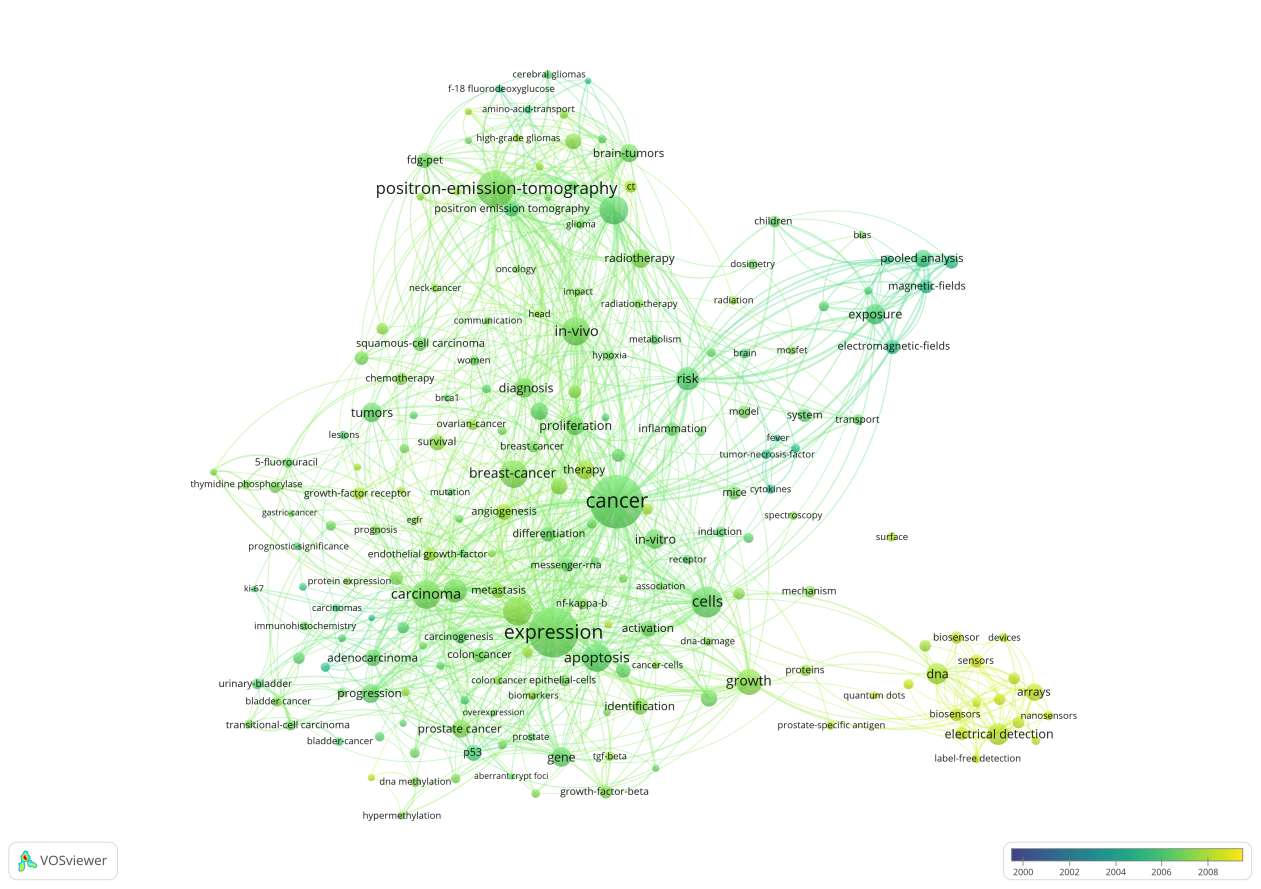 cerebral gliomas
f-18 fluorodeoxyglucose
amino-acid-transport
high-grade gliomas
brain-tumors
fdg-pet
positron-emission-tomography
ct
positron emission tomography
glioma
children
bias
radiotherapy
pooled analysis
dosimetry
oncology
magnetic-fields
neck-cancer
impact
radiation-therapy
radiation
head
exposure
communication
in-vivo
metabolism
squamous-cell carcinoma
electromagnetic-fields
hypoxia
brain
mosfet
women
chemotherapy
risk
diagnosis
brca1
tumors
model
system
transport
ovarian-cancer
proliferation
inflammation
lesions
fever
survival
breast cancer
tumor-necrosis-factor
5-fluorouracil
breast-cancer
therapy
thymidine phosphorylase
growth-factor receptor
mutation
mice
cytokines
cancer
gastric-cancer
angiogenesis
spectroscopy
egfr
prognosis
differentiation
induction
surface
in-vitro
prognostic-significance
endothelial growth-factor
messenger-rna
receptor
protein expression
ki-67
association
carcinoma
metastasis
mechanism
carcinomas
nf-kappa-b
cells
immunohistochemistry
expression
activation
carcinogenesis
dna-damage
biosensor
devices
adenocarcinoma
colon-cancer
apoptosis
cancer-cells
sensors
proteins
dna
urinary-bladder
colon cancer
epithelial-cells
growth
progression
biomarkers
quantum dots
arrays
bladder cancer
identification
overexpression
biosensors
nanosensors
transitional-cell carcinoma
prostate cancer
prostate
prostate-specific antigen
electrical detection
bladder-cancer
p53
gene
tgf-beta
label-free detection
aberrant crypt foci
dna methylation
growth-factor-beta
hypermethylation
VOSviewer
2000 2002 2004 2006 2008